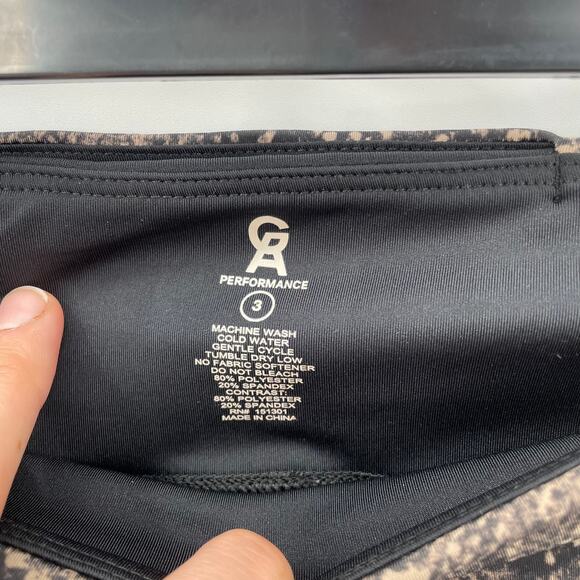 GA
PERFORMANCE
3
MACHINE WASH
COLD WATER
GENTLE CYCLE
TUMBLE DRY LOW
NO FABRIC SOFTENER
DO NOT BLEACH
80% POLYESTER
20% SPANDEX
CONTRAST:
80% POLYESTER
20% SPANDEX
RN# 151301
MADE IN CHINA